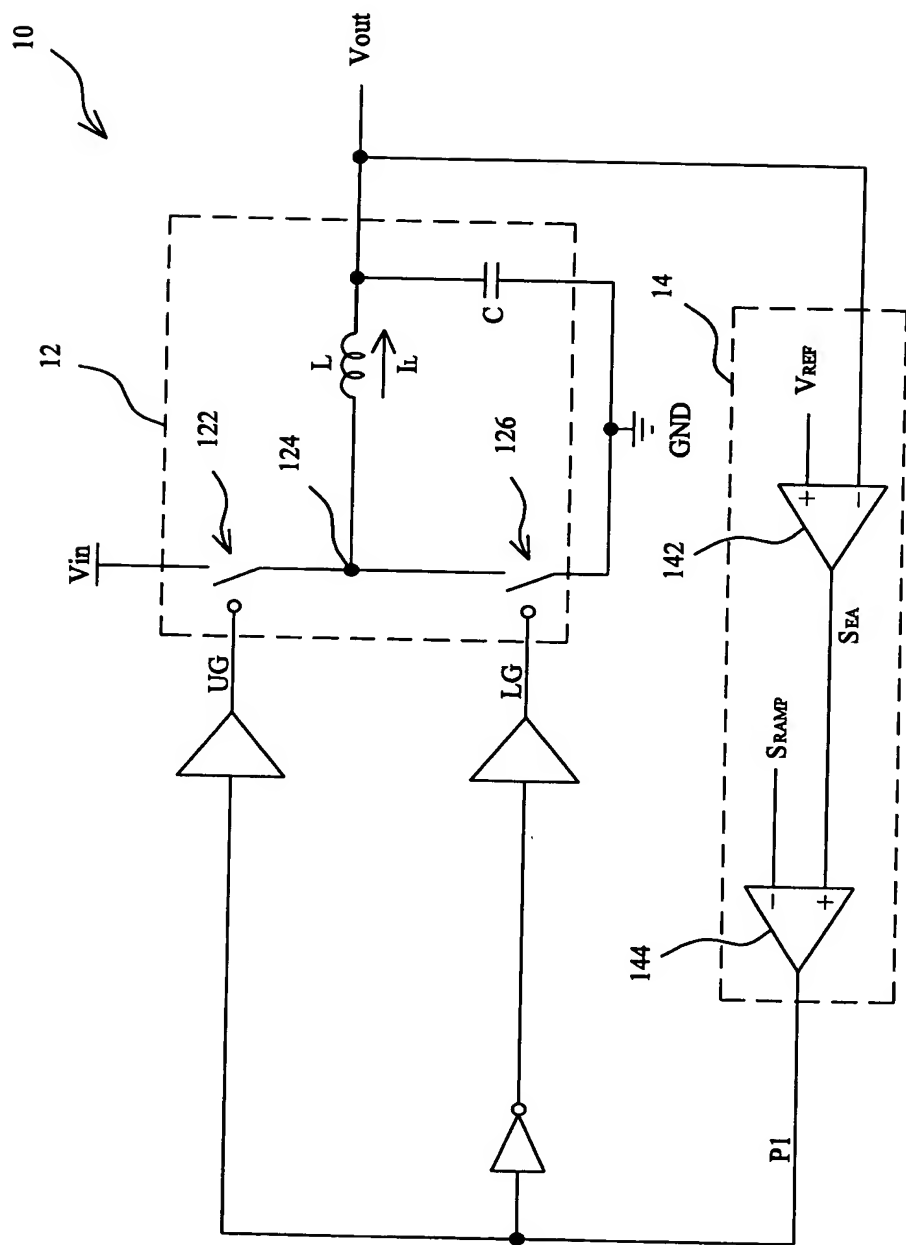 10
Vout
12
Vin
122
UG
124
L
IL
C
126
LG
GND
14
VREF
+
-
142
SEA
SRAMP
-
+
144
P1